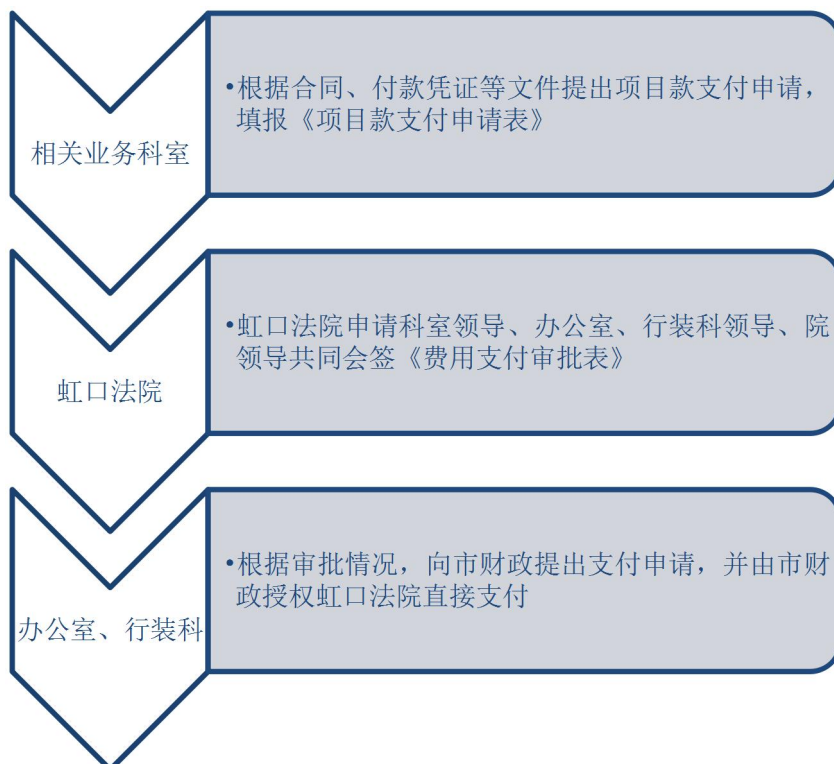 相关业务科室
•根据合同、付款凭证等文件提出项目款支付申请，
填报《项目款支付申请表》
虹口法院
•虹口法院申请科室领导、办公室、行装科领导、院
领导共同会签《费用支付审批表》
办公室、行装科
•根据审批情况，向市财政提出支付申请，并由市财
政授权虹口法院直接支付